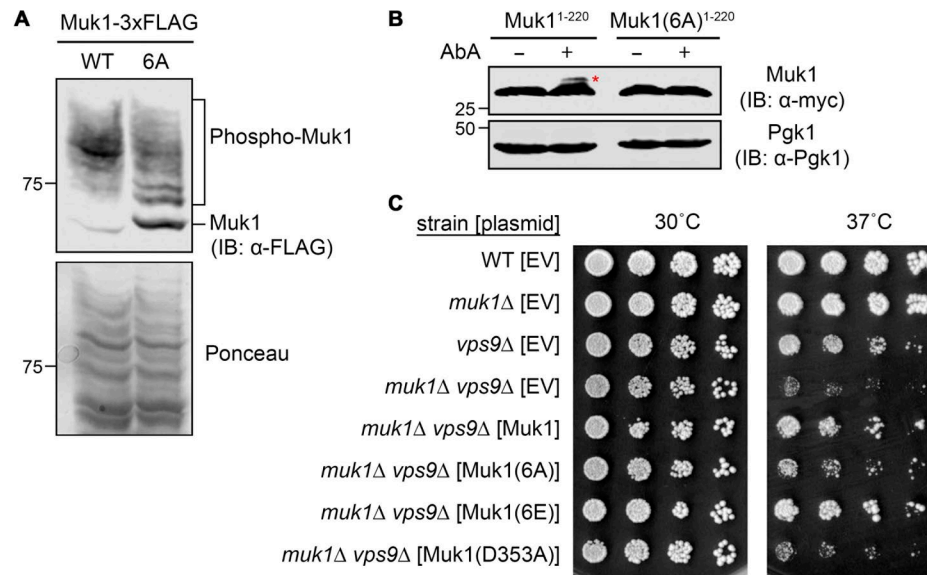 A
Muk1-3xFLAG
WT 6A
75
Phospho-Muk1
Muk1
(IB: α-FLAG)
75
Ponceau
B
Muk1¹⁻²²⁰ Muk1(6A)¹⁻²²⁰
AbA – + – +
*
25
Muk1
(IB: α-myc)
50
Pgk1
(IB: α-Pgk1)
C
strain [plasmid] 30˚C 37˚C
WT [EV]
muk1Δ [EV]
vps9Δ [EV]
muk1Δ vps9Δ [EV]
muk1Δ vps9Δ [Muk1]
muk1Δ vps9Δ [Muk1(6A)]
muk1Δ vps9Δ [Muk1(6E)]
muk1Δ vps9Δ [Muk1(D353A)]